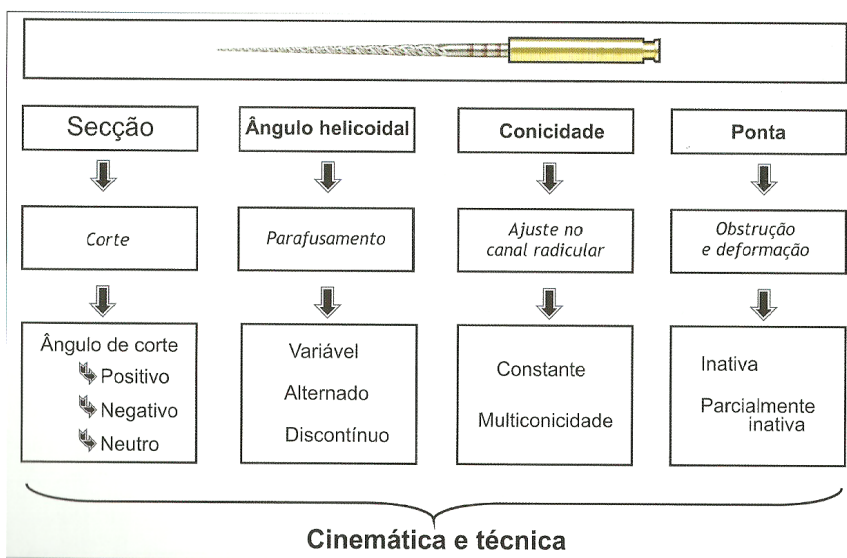 Secção
Ângulo helicoidal
Conicidade
Ponta
Corte
Parafusamento
Ajuste no
canal radicular
Obstrução
e deformação
Ângulo de corte
Positivo
Negativo
Neutro
Variável
Alternado
Discontínuo
Constante
Multiconicidade
Inativa
Parcialmente
inativa
Cinemática e técnica